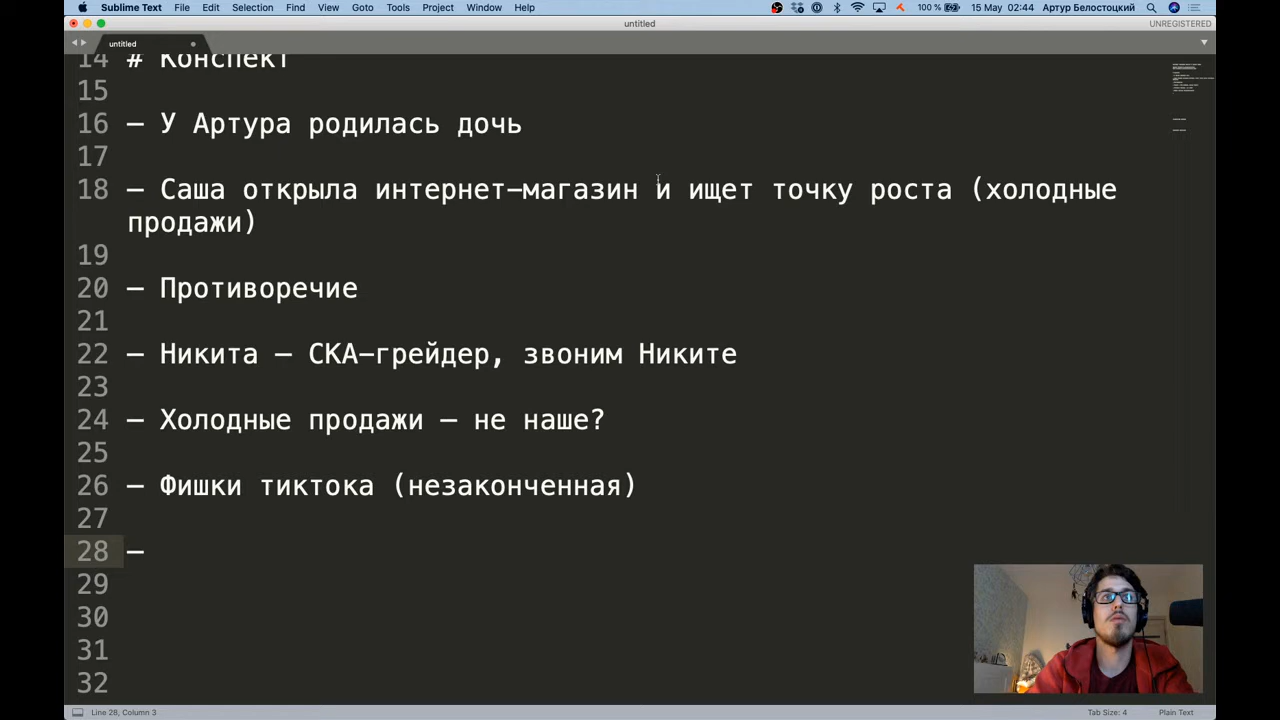 Sublime Text File Edit Selection Find View Goto Tools Project Window Help 100 % 15 May 02:44 Артур Белостоцкий
untitled UNREGISTERED
untitled
14 # Конспект
15
16 — У Артура родилась дочь
17
18 — Саша открыла интернет-магазин и ищет точку роста (холодные
продажи)
19
20 — Противоречие
21
22 — Никита — СКА-грейдер, звоним Никите
23
24 — Холодные продажи — не наше?
25
26 — Фишки тиктока (незаконченная)
27
28 —
29
30
31
32
Line 28, Column 3 Tab Size: 4 Plain Text